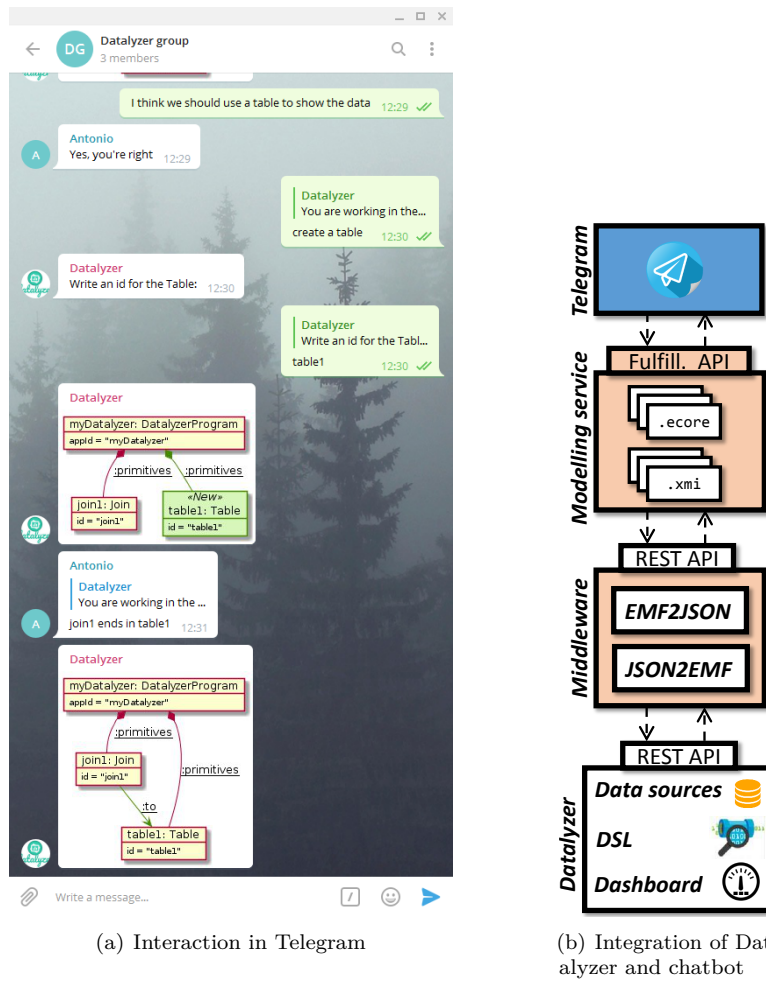 Datalyzer group
DG
3 members
I think we should use a table to show the data 12:29
Antonio
A
Yes, you're right 12:29
Datalyzer
You are working in the...
create a table 12:30
Datalyzer
Write an id for the Table: 12:30
Datalyzer
Write an id for the Tabl...
table1 12:30
Datalyzer
myDatalyzer: DatalyzerProgram
appId = "myDatalyzer"
:primitives :primitives
«New»
join1: Join
table1: Table
id = "join1"
id = "table1"
Antonio
Datalyzer
You are working in the ...
A
join1 ends in table1 12:31
Datalyzer
myDatalyzer: DatalyzerProgram
appId = "myDatalyzer"
:primitives
join1: Join
id = "join1"
:primitives
:to
table1: Table
id = "table1"
Write a message...
(a) Interaction in Telegram
Telegram
Fulfill. API
Modelling service
.ecore
.xmi
REST API
Middleware
EMF2JSON
JSON2EMF
REST API
Datalyzer
Data sources
DSL
Dashboard
(b) Integration of Dat
alyzer and chatbot